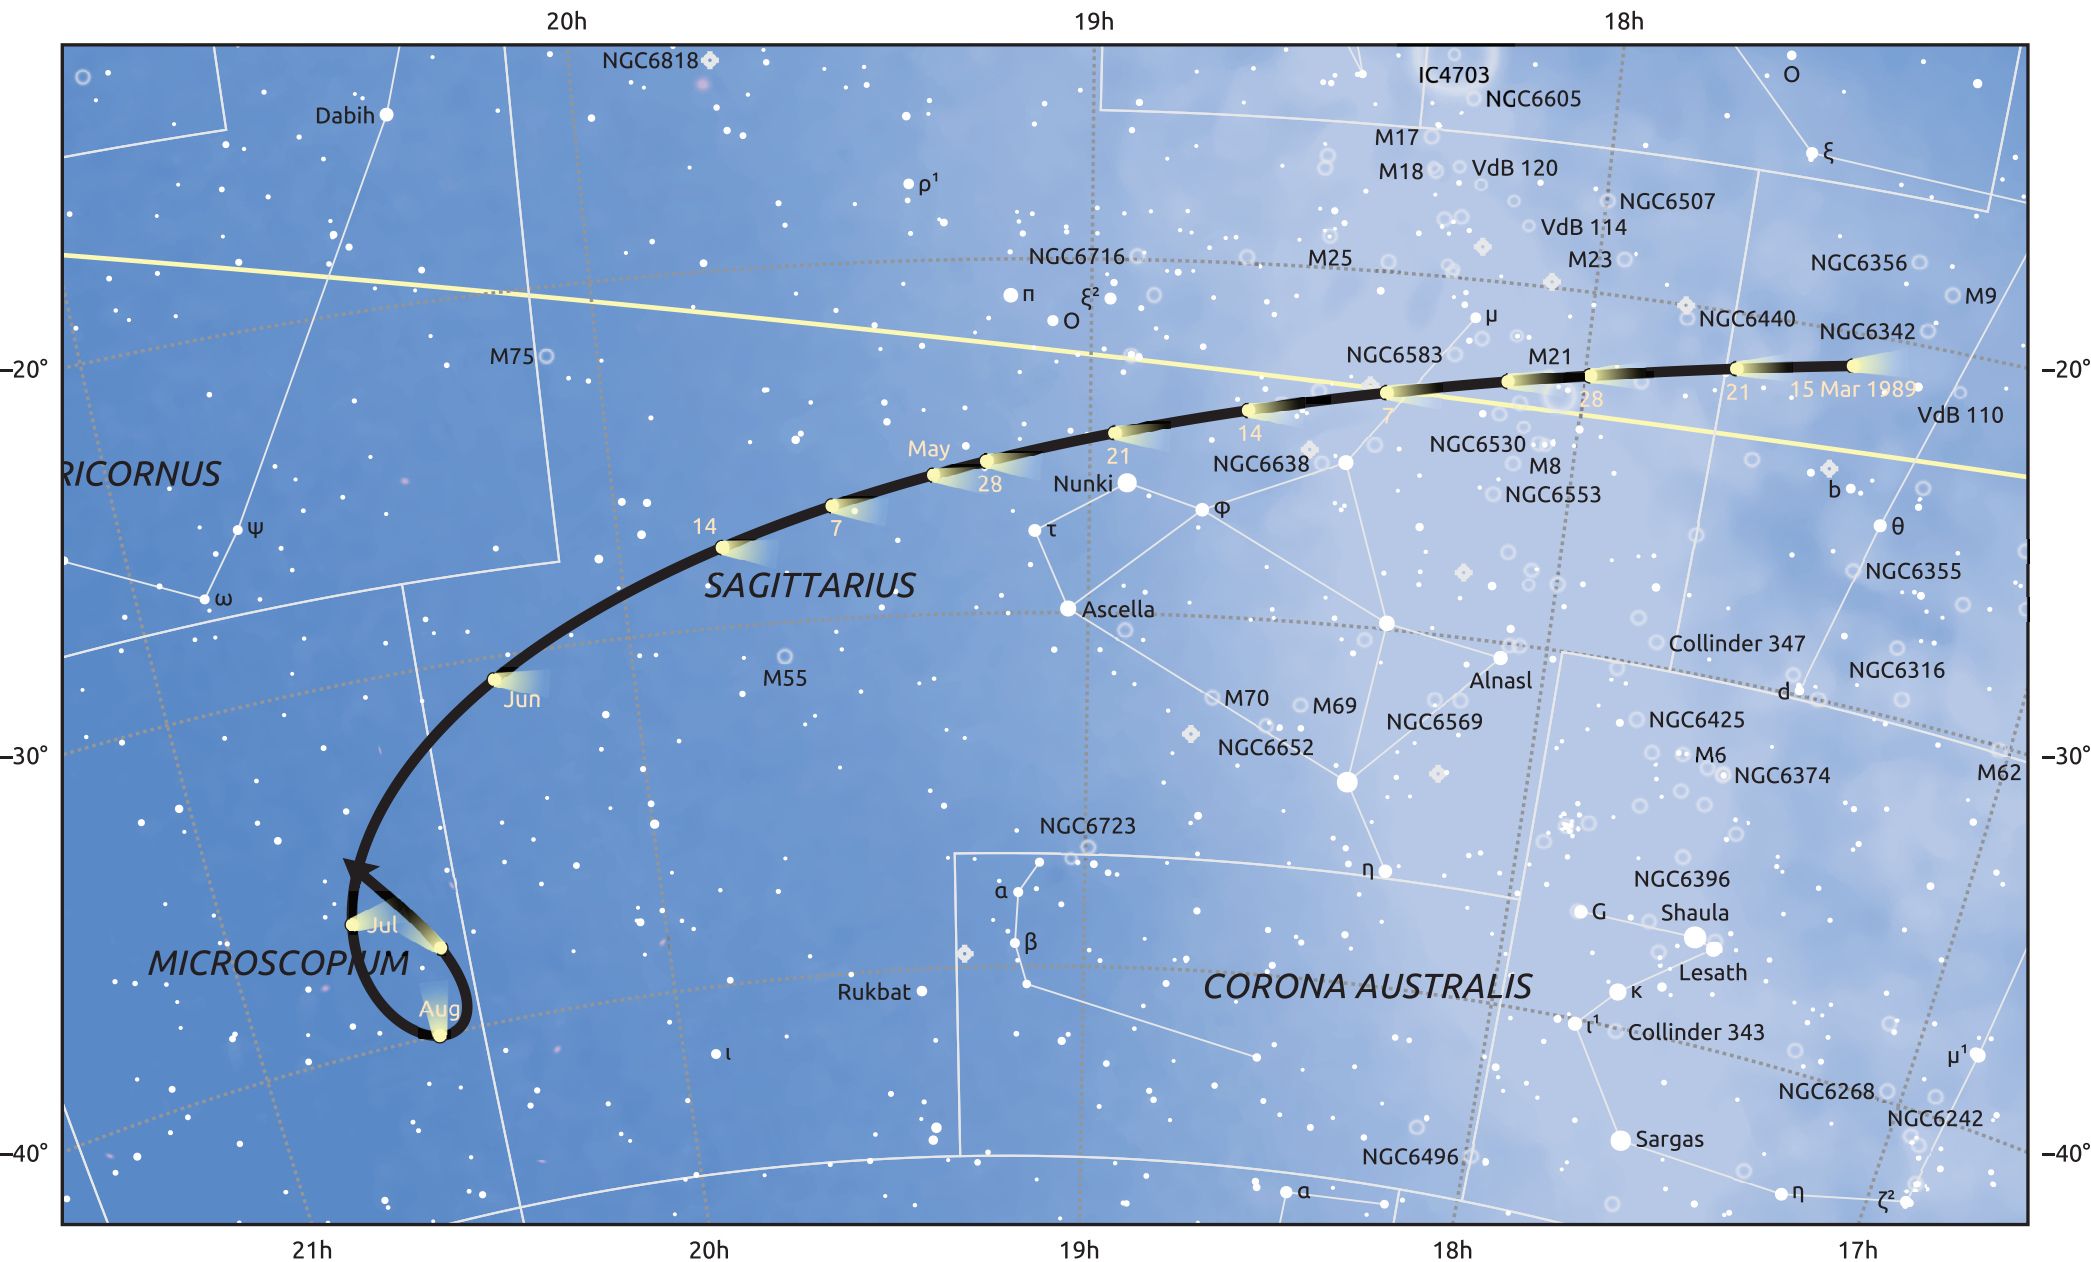 20h 19h 18h
NGC6818
IC4703
O
NGC6605
Dabih
M17
ξ
M18 VdB 120
ρ¹
NGC6507
VdB 114
NGC6716 M25 M23 NGC6356
π ξ² M9
O μ NGC6440 NGC6342
M75 NGC6583 M21
−20° −20°
7 28 21 15 Mar 1989
VdB 110
14
May NGC6530
21
RICORNUS NGC6638 M8
28 Nunki b
NGC6553
φ
14 7 τ θ
ψ
NGC6355
SAGITTARIUS
ω Ascella
Collinder 347
M55 NGC6316
Alnasl
Jun M70 M69 d
NGC6569 NGC6425
NGC6652
−30° M6 −30°
NGC6374 M62
NGC6723
η
NGC6396
α
G Shaula
Jul
β
MICROSCOPIUM Lesath
CORONA AUSTRALIS
Rukbat κ
Aug
ι¹ Collinder 343
ι μ¹
NGC6268
NGC6242
Sargas
−40° NGC6496 −40°
α η ζ²
21h 20h 19h 18h 17h